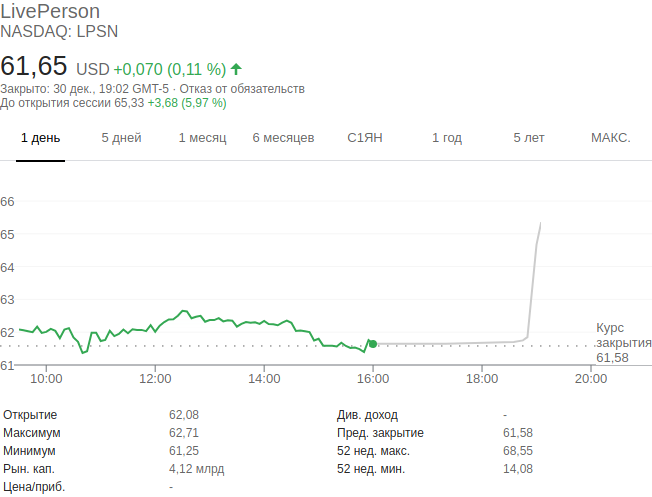 LivePerson
NASDAQ: LPSN
61,65 USD +0,070 (0,11 %)
Закрыто: 30 дек., 19:02 GMT-5 · Отказ от обязательств
До открытия сессии 65,33 +3,68 (5,97 %)
1 день 5 дней 1 месяц 6 месяцев С1ЯН 1 год 5 лет МАКС.
66
65
64
63
62
61
Курс
закрытия
61,58
10:00 12:00 14:00 16:00 18:00 20:00
Открытие 62,08 Див. доход -
Максимум 62,71 Пред. закрытие 61,58
Минимум 61,25 52 нед. макс. 68,55
Рын. кап. 4,12 млрд 52 нед. мин. 14,08
Цена/приб. -